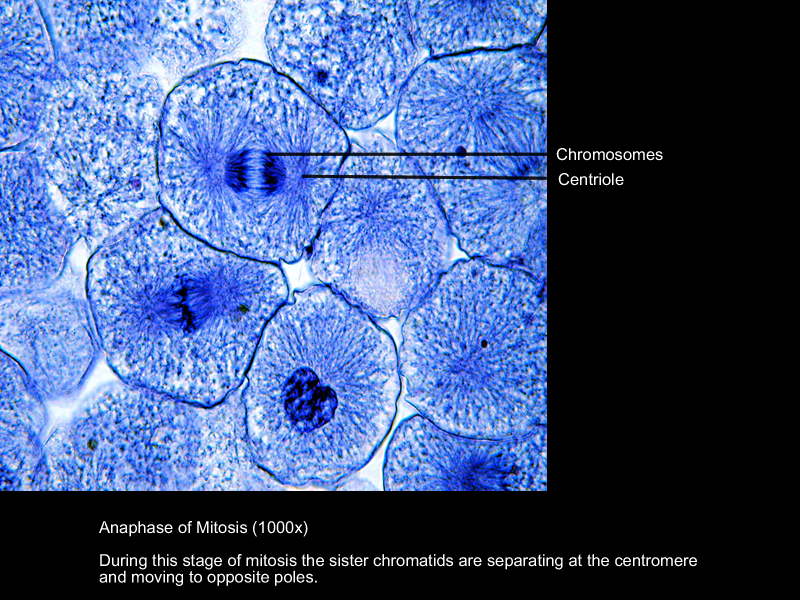 Chromosomes
Centriole
Anaphase of Mitosis (1000x)
During this stage of mitosis the sister chromatids are separating at the centromere
and moving to opposite poles.